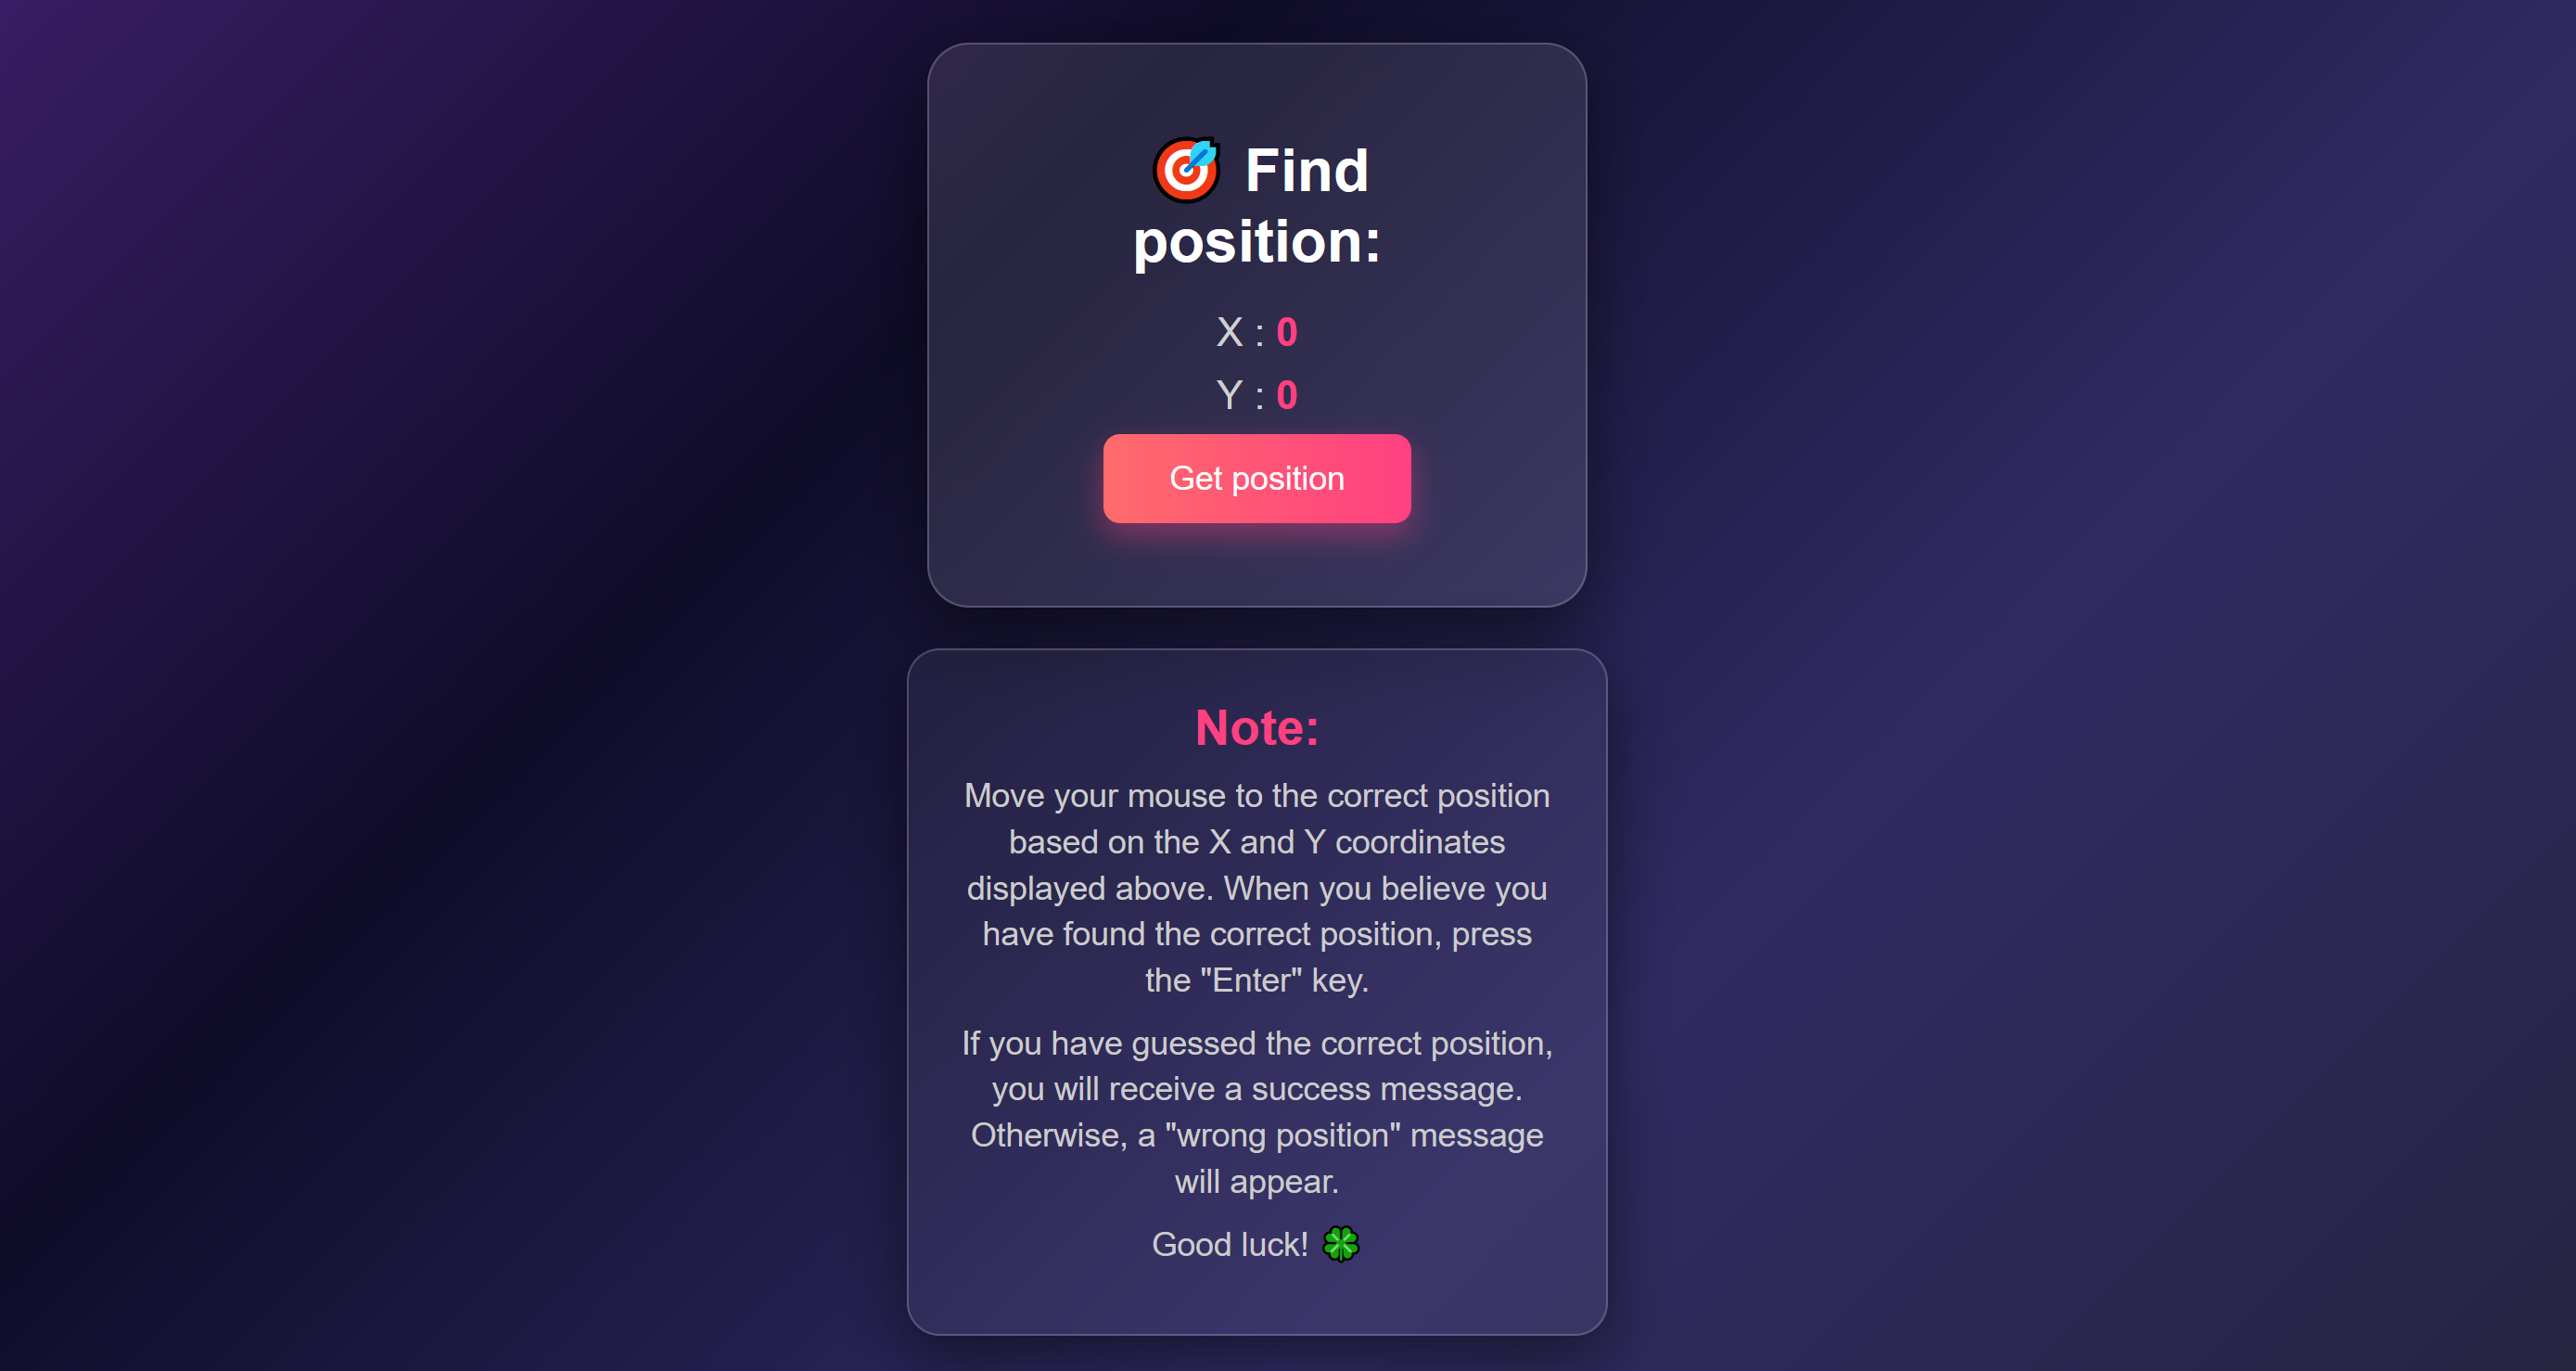 🎯 Find
position:
X : 0
Y : 0
Get position
Note:
Move your mouse to the correct position
based on the X and Y coordinates
displayed above. When you believe you
have found the correct position, press
the "Enter" key.
If you have guessed the correct position,
you will receive a success message.
Otherwise, a "wrong position" message
will appear.
Good luck! 🍀